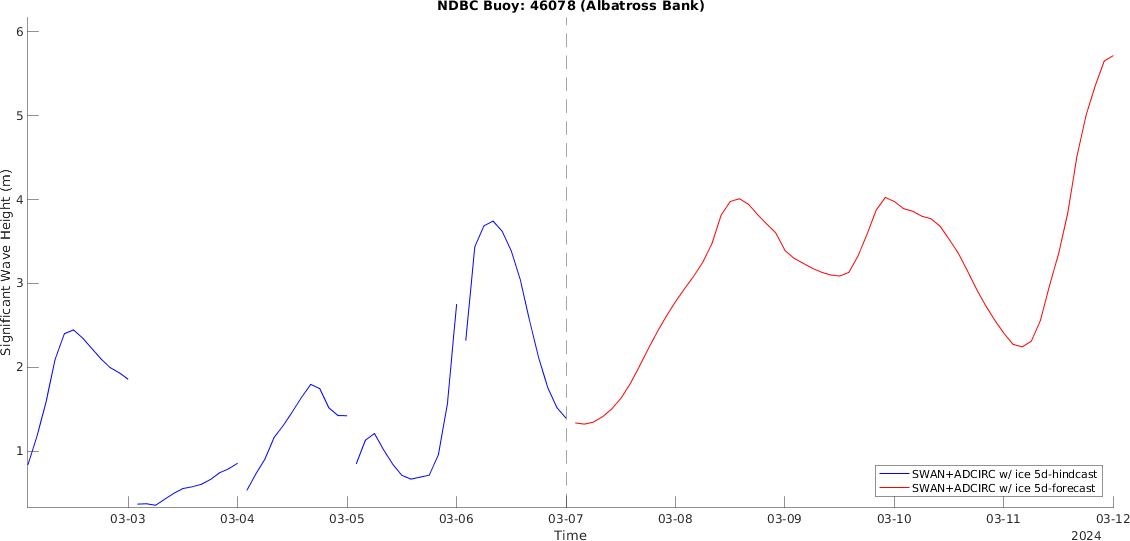 NDBC Buoy: 46078 (Albatross Bank)
6
5
4
3
2
1
Significant Wave Height (m)
SWAN+ADCIRC w/ ice 5d-hindcast
SWAN+ADCIRC w/ ice 5d-forecast
03-03 03-04 03-05 03-06 03-07 03-08 03-09 03-10 03-11 03-12
Time
2024